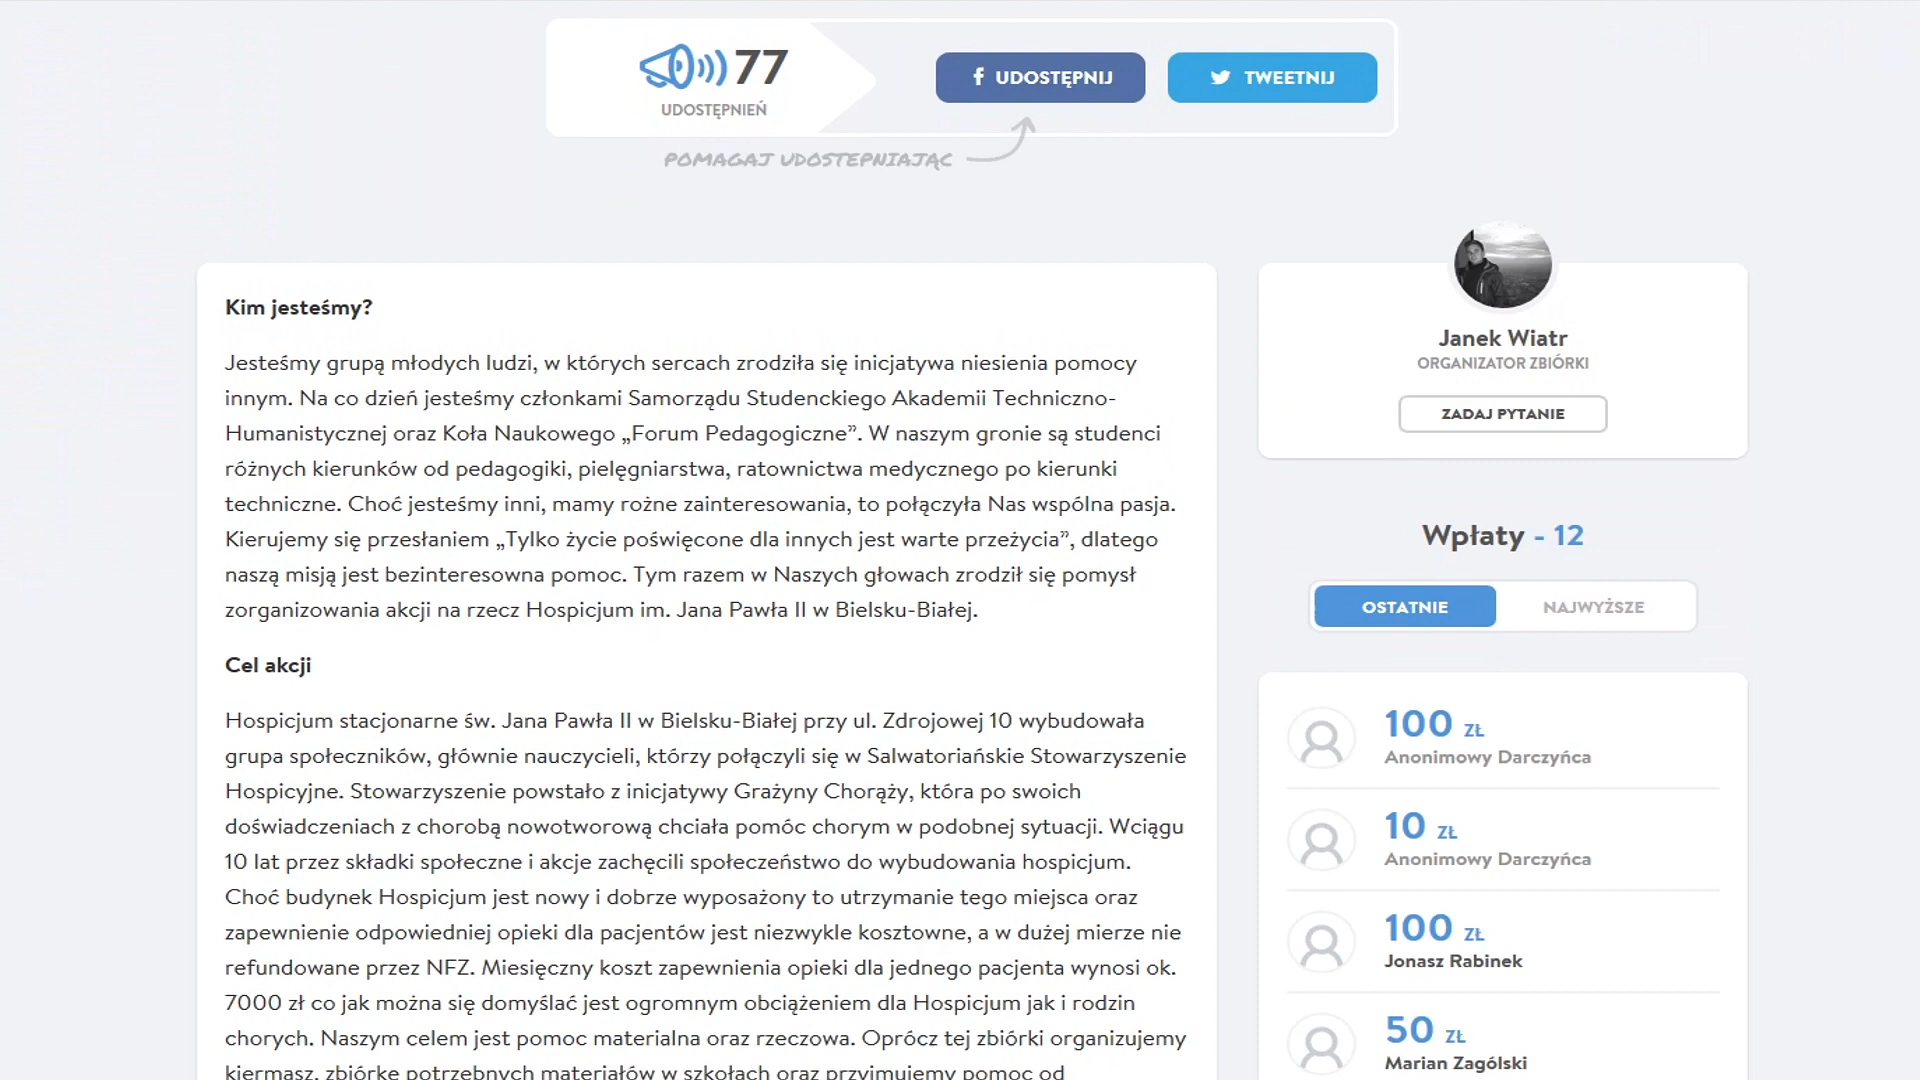 77
UDOSTĘPNIEŃ
UDOSTĘPNIJ
TWEETNIJ
POMAGAJ UDOSTEPNIAJĄC
Kim jesteśmy?
Jesteśmy grupą młodych ludzi, w których sercach zrodziła się inicjatywa niesienia pomocy
innym. Na co dzień jesteśmy członkami Samorządu Studenckiego Akademii Techniczno-
Humanistycznej oraz Koła Naukowego „Forum Pedagogiczne”. W naszym gronie są studenci
różnych kierunków od pedagogiki, pielęgniarstwa, ratownictwa medycznego po kierunki
techniczne. Choć jesteśmy inni, mamy rożne zainteresowania, to połączyła Nas wspólna pasja.
Kierujemy się przesłaniem „Tylko życie poświęcone dla innych jest warte przeżycia”, dlatego
naszą misją jest bezinteresowna pomoc. Tym razem w Naszych głowach zrodził się pomysł
zorganizowania akcji na rzecz Hospicjum im. Jana Pawła II w Bielsku-Białej.
Cel akcji
Hospicjum stacjonarne św. Jana Pawła II w Bielsku-Białej przy ul. Zdrojowej 10 wybudowała
grupa społeczników, głównie nauczycieli, którzy połączyli się w Salwatoriańskie Stowarzyszenie
Hospicyjne. Stowarzyszenie powstało z inicjatywy Grażyny Chorąży, która po swoich
doświadczeniach z chorobą nowotworową chciała pomóc chorym w podobnej sytuacji. Wciągu
10 lat przez składki społeczne i akcje zachęcili społeczeństwo do wybudowania hospicjum.
Choć budynek Hospicjum jest nowy i dobrze wyposażony to utrzymanie tego miejsca oraz
zapewnienie odpowiedniej opieki dla pacjentów jest niezwykle kosztowne, a w dużej mierze nie
refundowane przez NFZ. Miesięczny koszt zapewnienia opieki dla jednego pacjenta wynosi ok.
7000 zł co jak można się domyślać jest ogromnym obciążeniem dla Hospicjum jak i rodzin
chorych. Naszym celem jest pomoc materialna oraz rzeczowa. Oprócz tej zbiórki organizujemy
kiermasz, zbiórkę potrzebnych materiałów w szkołach oraz przyjmujemy pomoc od
Janek Wiatr
ORGANIZATOR ZBIÓRKI
ZADAJ PYTANIE
Wpłaty - 12
OSTATNIE
NAJWYŻSZE
100 ZŁ
Anonimowy Darczyńca
10 ZŁ
Anonimowy Darczyńca
100 ZŁ
Jonasz Rabinek
50 ZŁ
Marian Zagólski